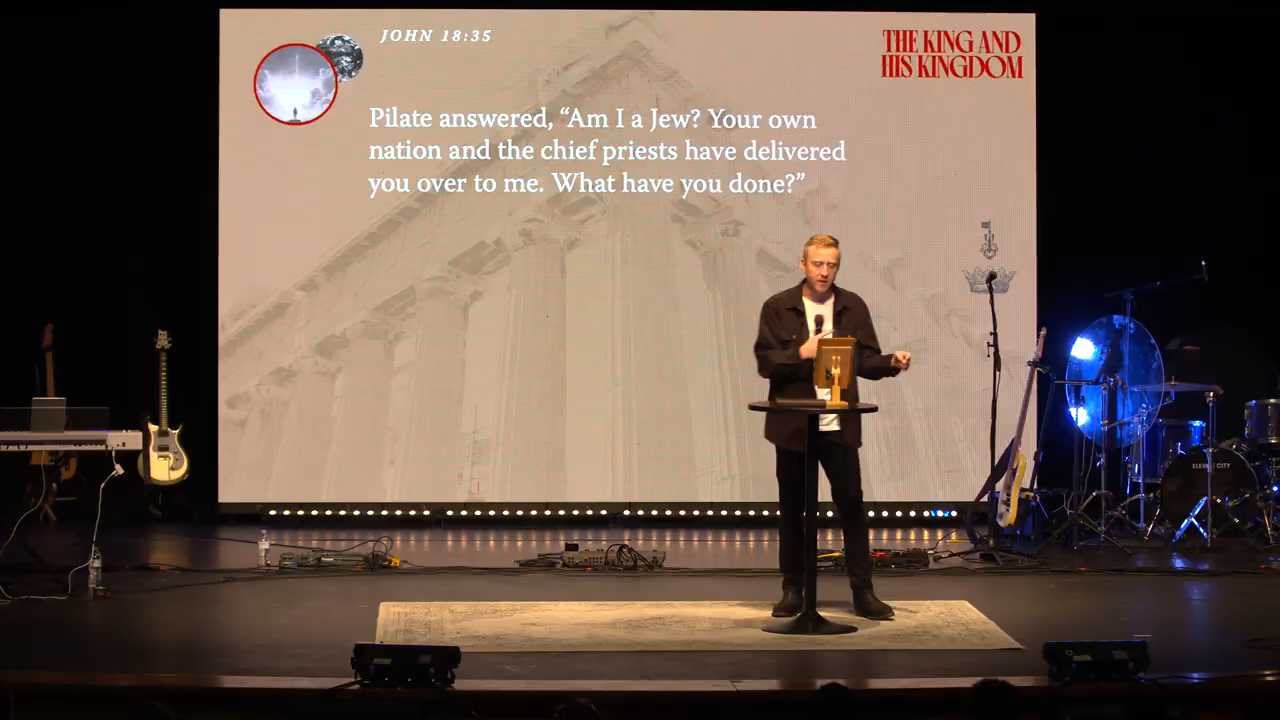 JOHN 18:35
THE KING AND
HIS KINGDOM
Pilate answered, “Am I a Jew? Your own
nation and the chief priests have delivered
you over to me. What have you done?”